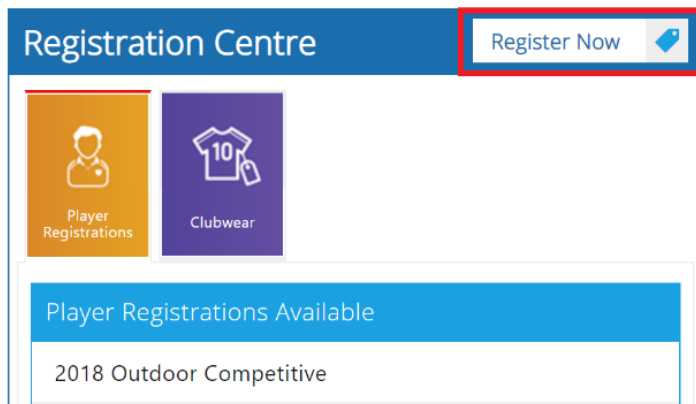 Registration Centre
Register Now
10
Player
Registrations
Clubwear
Player Registrations Available
2018 Outdoor Competitive